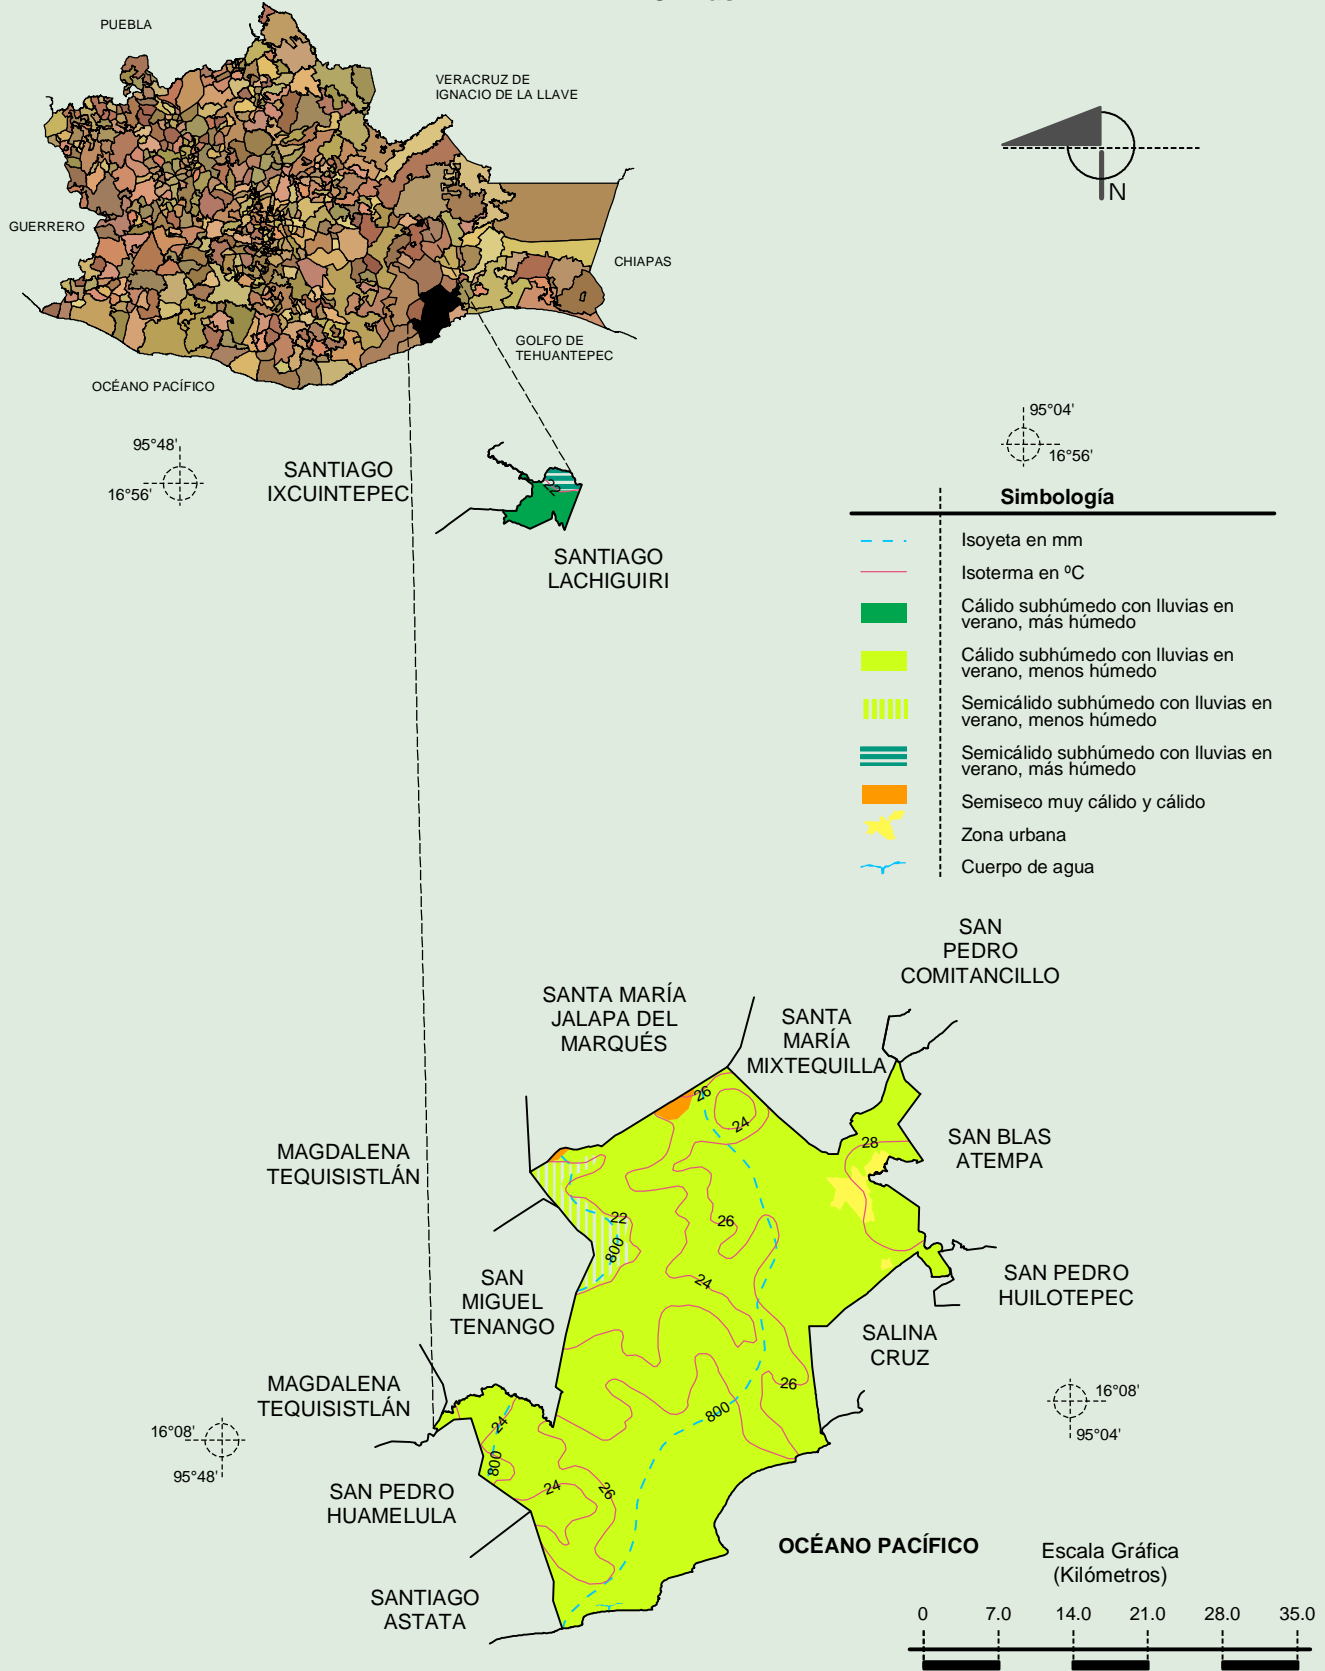 PUEBLA
VERACRUZ DE
IGNACIO DE LA LLAVE
GUERRERO
CHIAPAS
GOLFO DE
TEHUANTEPEC
OCÉANO PACÍFICO
N
95°48'
16°56'
95°04'
16°56'
SANTIAGO
IXCUINTEPEC
SANTIAGO
LACHIGUIRI
Simbología
Isoyeta en mm
Isoterma en ºC
Cálido subhúmedo con lluvias en
verano, más húmedo
Cálido subhúmedo con lluvias en
verano, menos húmedo
Semicálido subhúmedo con lluvias en
verano, menos húmedo
Semicálido subhúmedo con lluvias en
verano, más húmedo
Semiseco muy cálido y cálido
Zona urbana
Cuerpo de agua
SAN
PEDRO
COMITANCILLO
SANTA MARÍA
JALAPA DEL
MARQUÉS
SANTA
MARÍA
MIXTEQUILLA
26
24
28
MAGDALENA
TEQUISISTLÁN
SAN BLAS
ATEMPA
22
800
26
24
SAN
MIGUEL
TENANGO
SAN PEDRO
HUILOTEPEC
SALINA
CRUZ
26
800
MAGDALENA
TEQUISISTLÁN
16°08'
95°48'
16°08'
95°04'
24
800
24
26
SAN PEDRO
HUAMELULA
OCÉANO PACÍFICO
SANTIAGO
ASTATA
Escala Gráfica
(Kilómetros)
0 7.0 14.0 21.0 28.0 35.0